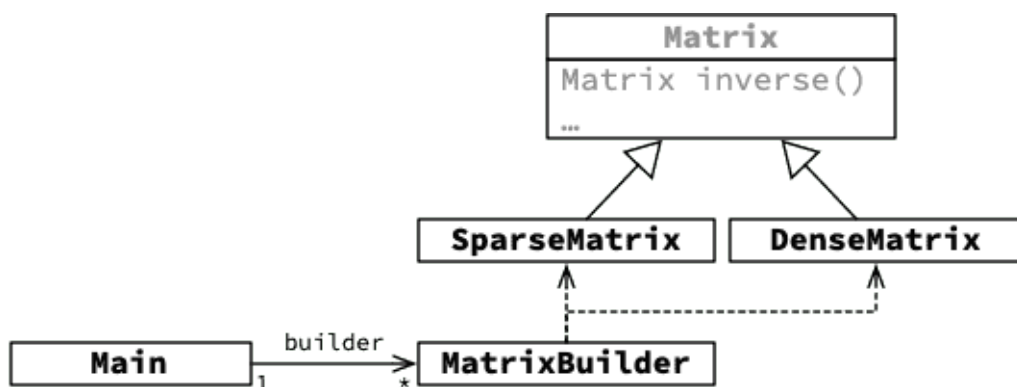 Matrix
Matrix inverse()
…
SparseMatrix
DenseMatrix
builder
Main
1
*
MatrixBuilder